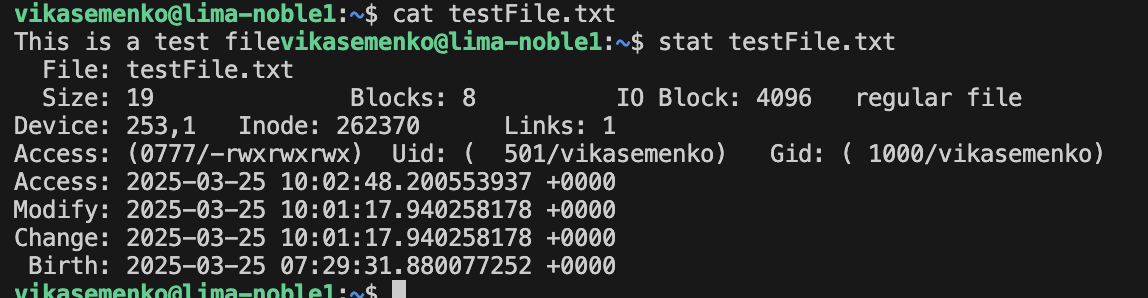 vikasemenko@lima-noble1:~$ cat testFile.txt
This is a test filevikasemenko@lima-noble1:~$ stat testFile.txt
  File: testFile.txt
  Size: 19              Blocks: 8          IO Block: 4096   regular file
Device: 253,1   Inode: 262370      Links: 1
Access: (0777/-rwxrwxrwx)  Uid: (  501/vikasemenko)   Gid: ( 1000/vikasemenko)
Access: 2025-03-25 10:02:48.200553937 +0000
Modify: 2025-03-25 10:01:17.940258178 +0000
Change: 2025-03-25 10:01:17.940258178 +0000
 Birth: 2025-03-25 07:29:31.880077252 +0000
vikasemenko@lima-noble1:~$